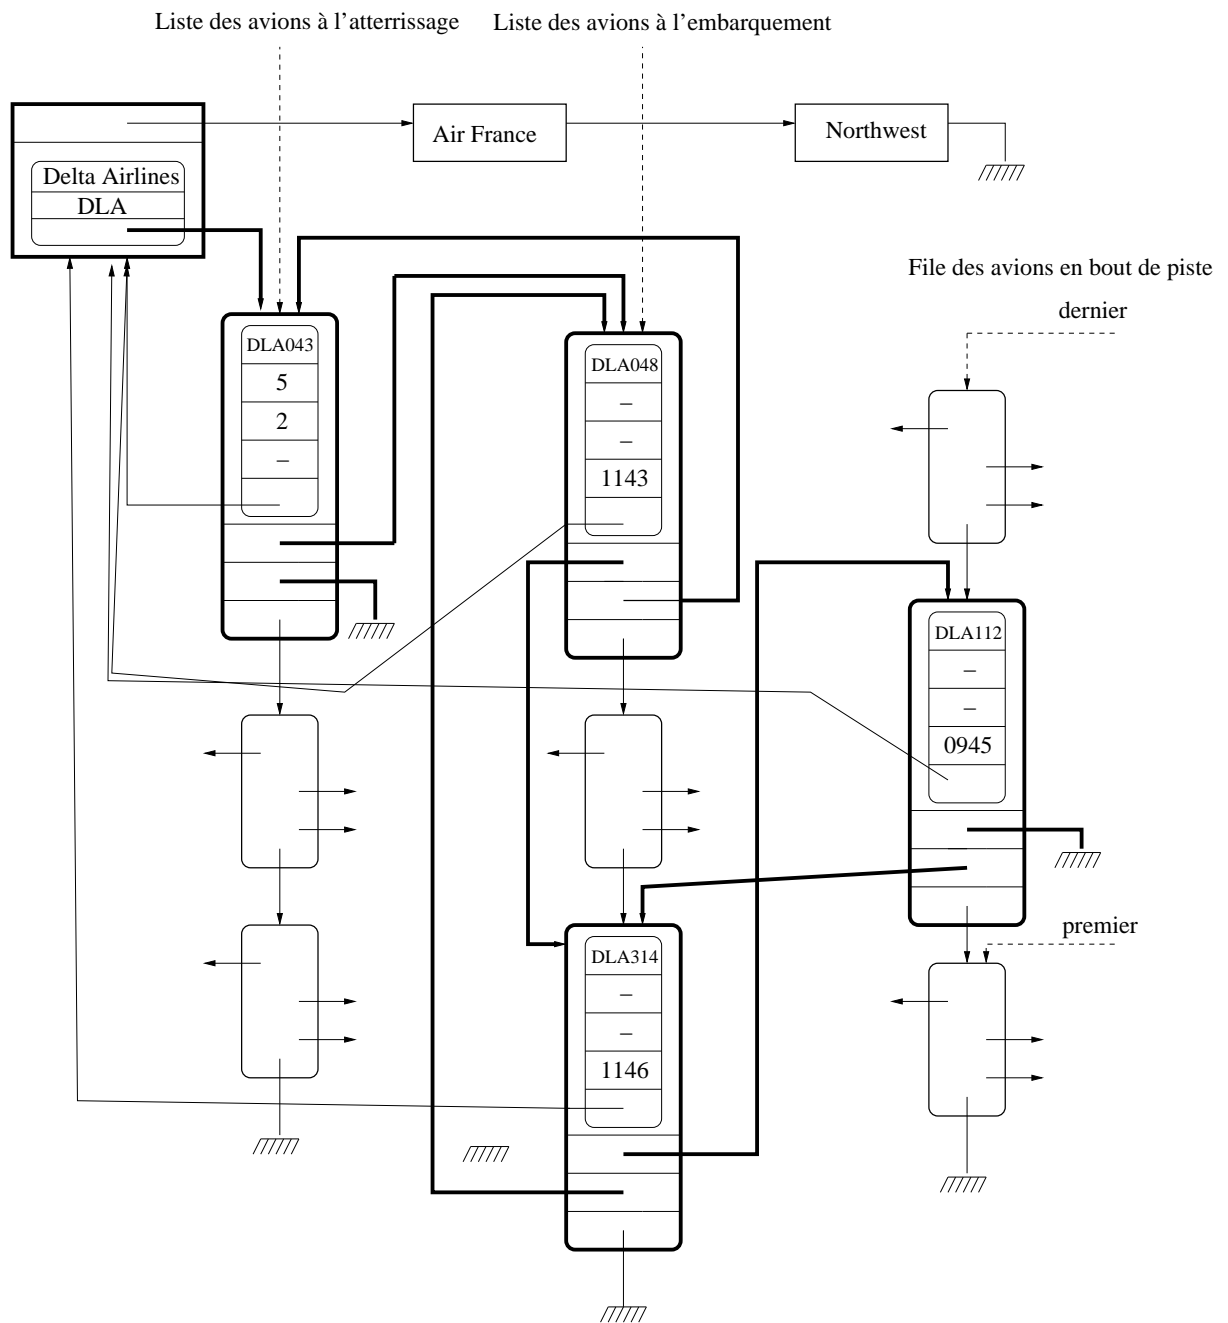 Liste des avions à l'atterrissage
Liste des avions à l'embarquement
Air France
Northwest
Delta Airlines
DLA
File des avions en bout de piste
dernier
DLA043
5
2
–
DLA048
–
–
1143
DLA112
–
–
0945
premier
DLA314
–
–
1146